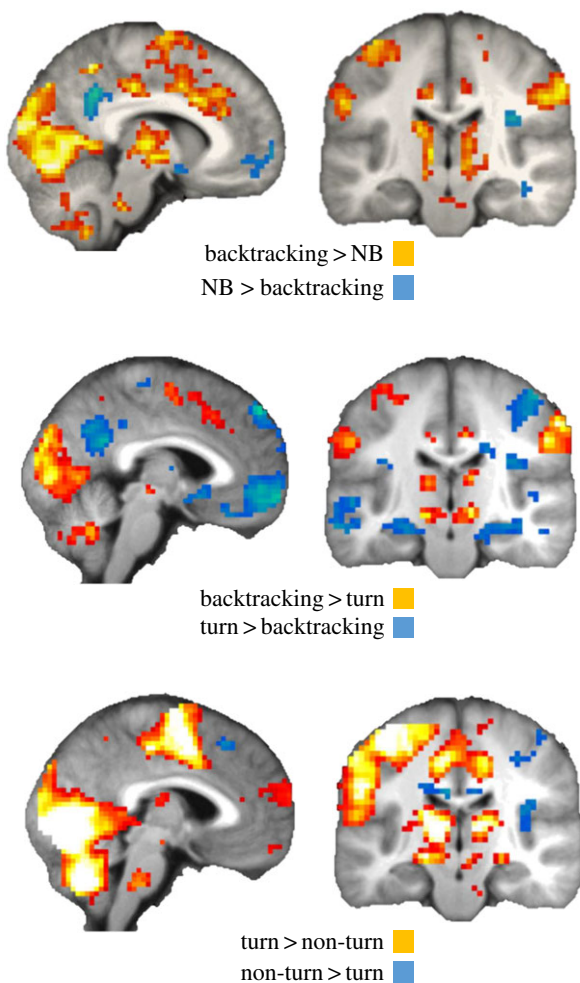 backtracking > NB
NB > backtracking
backtracking > turn
turn > backtracking
turn > non-turn
non-turn > turn